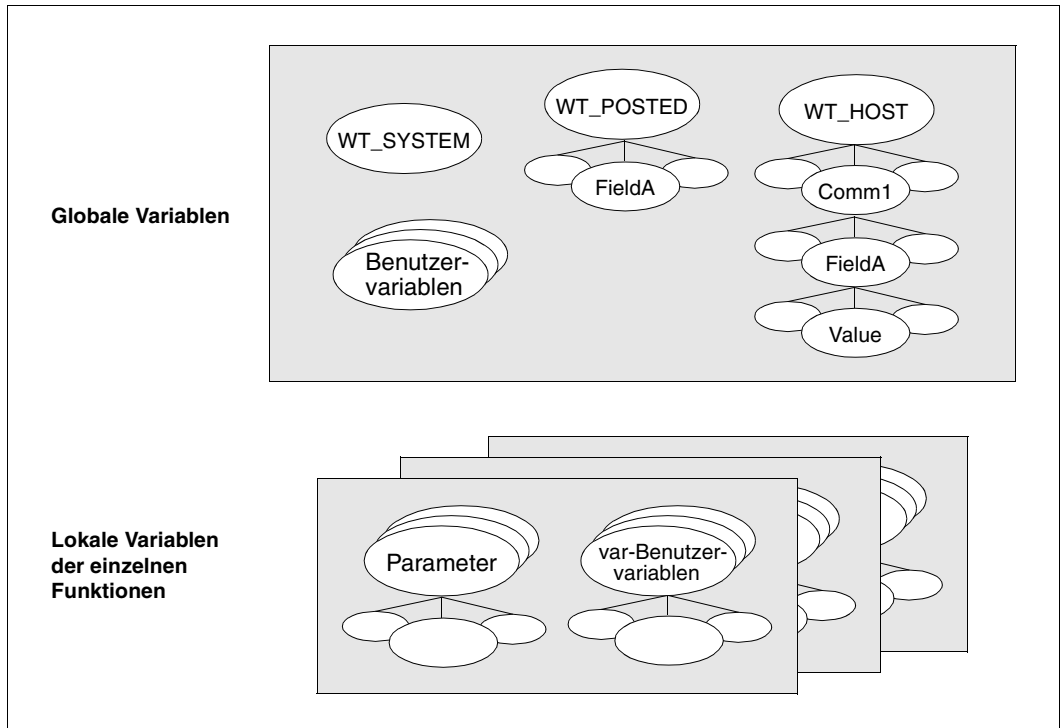 Globale Variablen
WT_SYSTEM
WT_POSTED
FieldA
WT_HOST
Comm1
FieldA
Value
Benutzer-
variablen
Lokale Variablen
der einzelnen
Funktionen
Parameter
var-Benutzer-
variablen